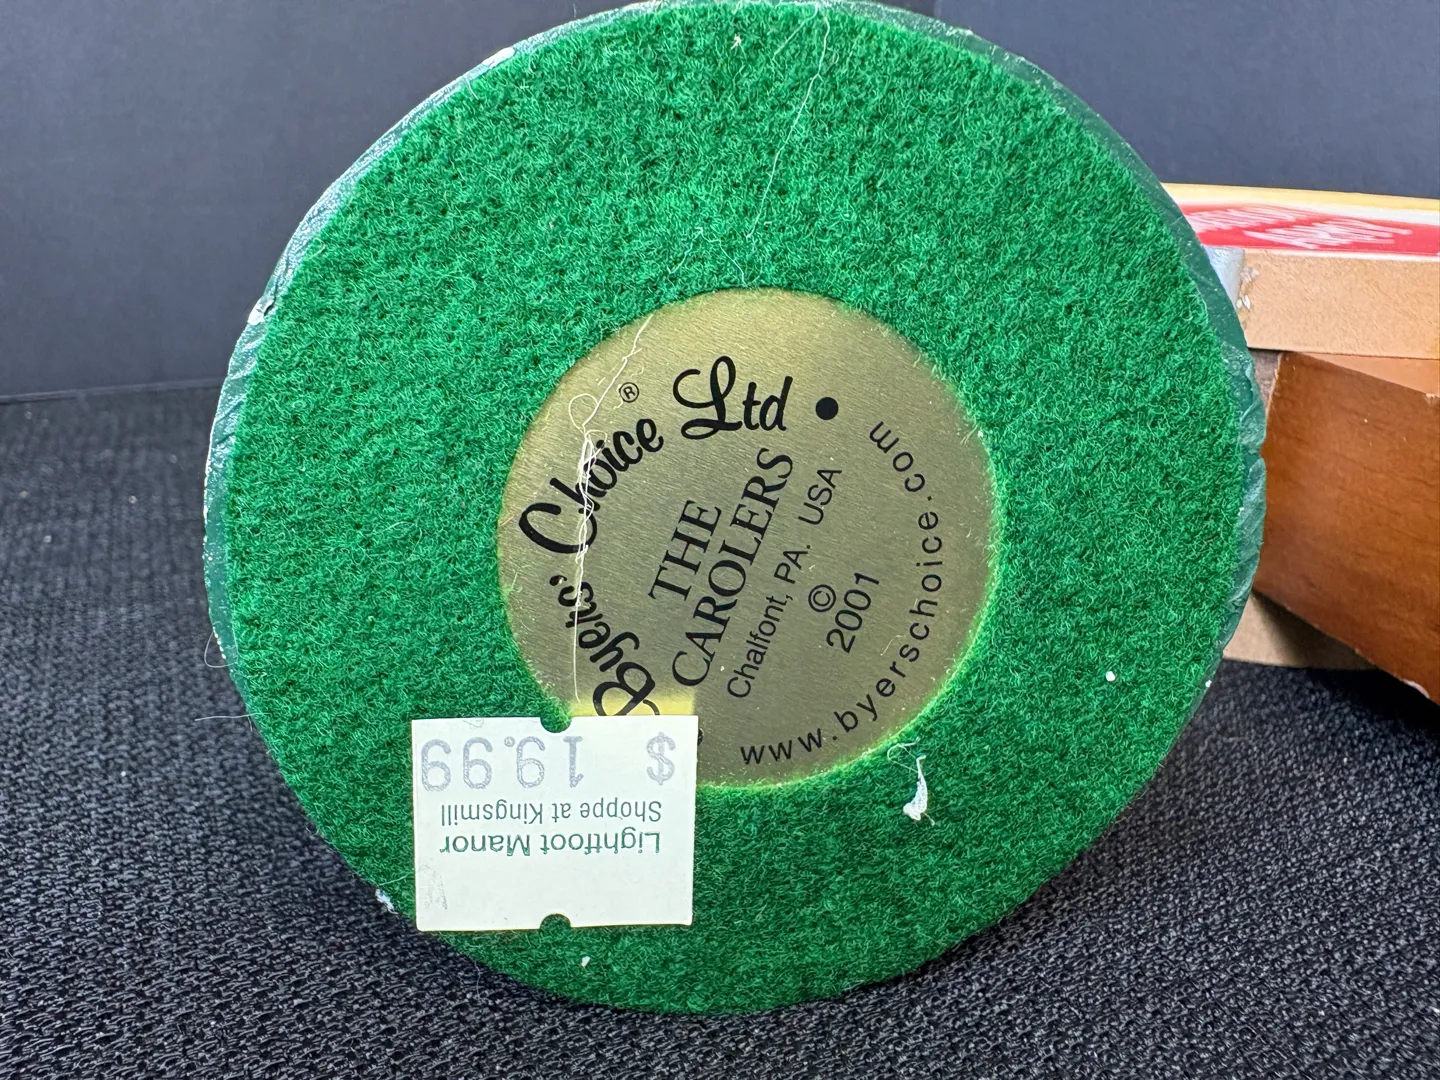 Byers' Choice Ltd
®
THE
CAROLERS
Chalfont, PA. USA
©
2001
www.byerschoice.com
Lightfoot Manor
Shoppe at Kingsmill
$ 19.99